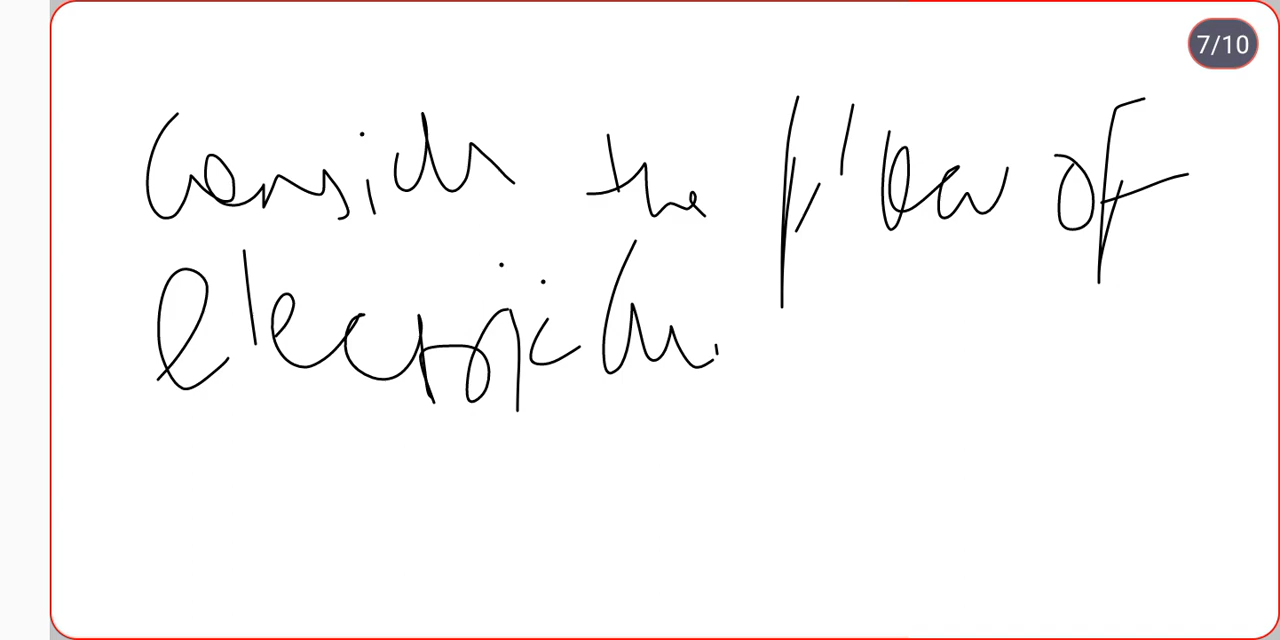 7/10
Consider the flow of
electricity.